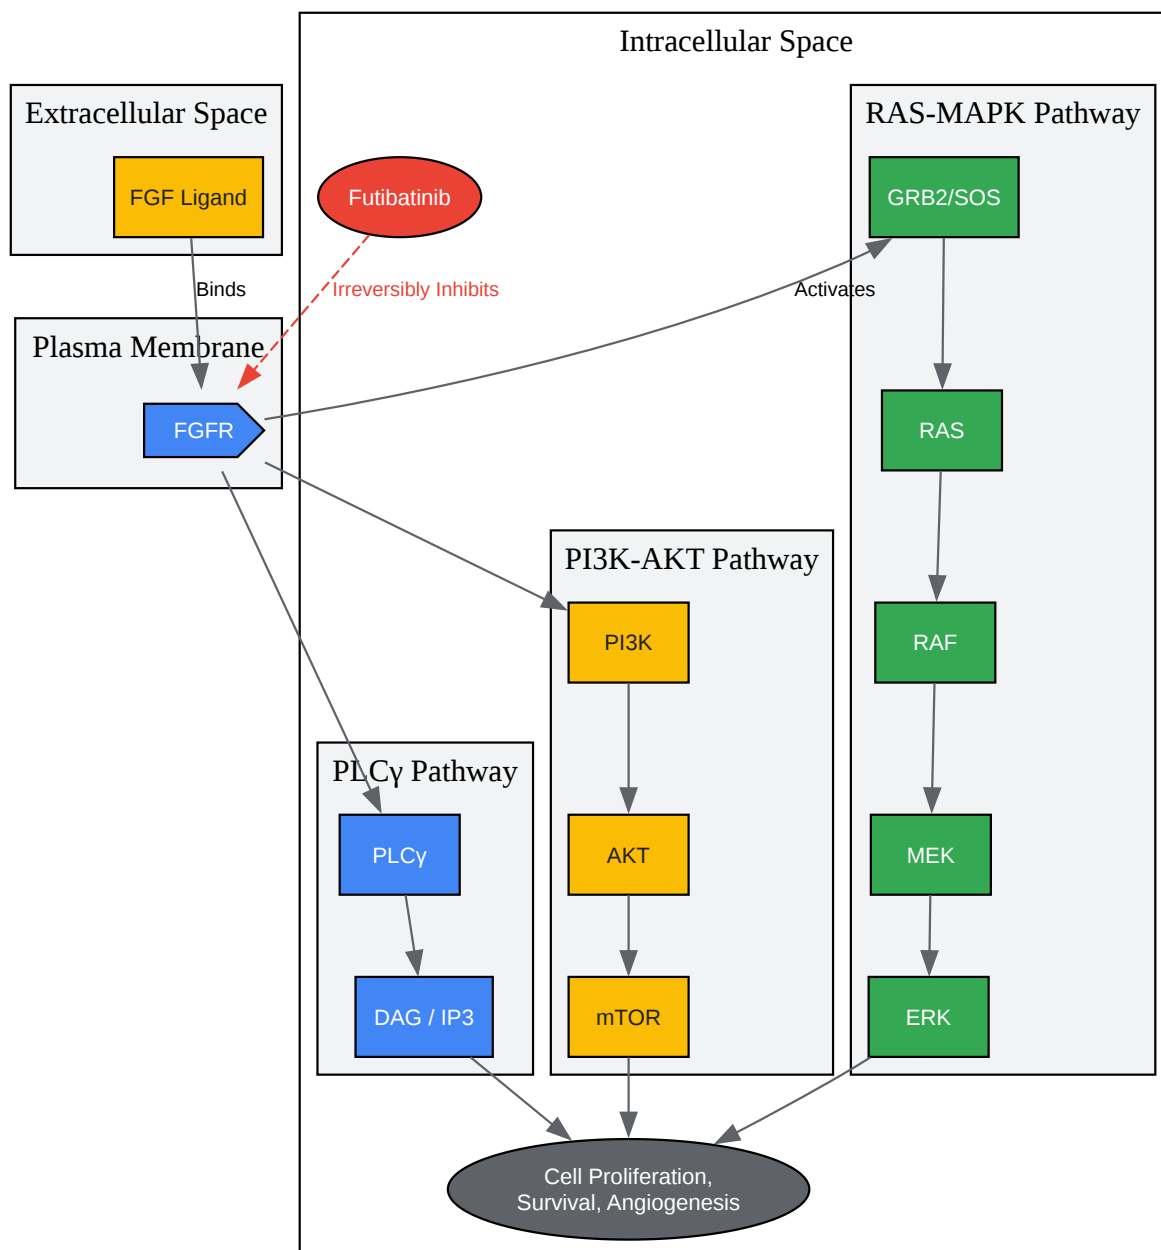 Intracellular Space
Extracellular Space
RAS-MAPK Pathway
FGF Ligand
Futibatinib
GRB2/SOS
Binds
Irreversibly Inhibits
Activates
Plasma Membrane
FGFR
RAS
PI3K-AKT Pathway
PI3K
RAF
PLCγ Pathway
PLCγ
AKT
MEK
DAG / IP3
mTOR
ERK
Cell Proliferation,
Survival, Angiogenesis